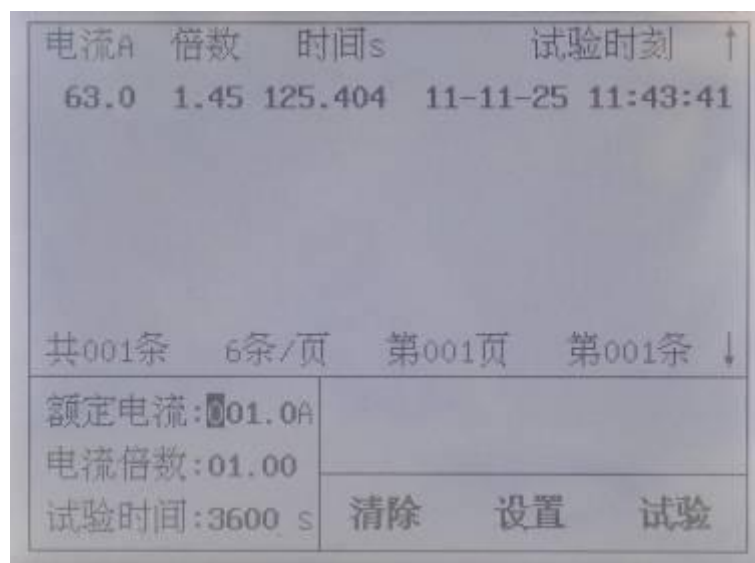 电流A 倍数 时间s 试验时刻 ↑
63.0 1.45 125.404 11-11-25 11:43:41
共001条 6条/页 第001页 第001条 ↓
额定电流:001.0A
电流倍数:01.00
试验时间:3600 s
清除 设置 试验